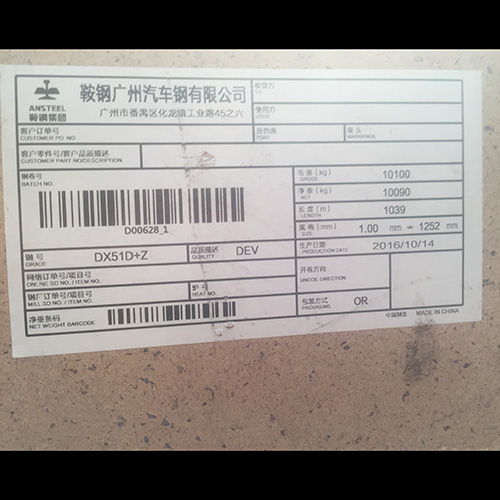 ANSTEEL
鞍钢集团
鞍钢广州汽车钢有限公司
广州市番禺区化龙镇工业路45之六
收货方
TO
使用方
USER
客户订单号
CUSTOMER PO. NO
目的商
PORT
唛头
MARKINGS
客户零件号/客户品质描述
CUSTOMER PART NO/DESCRIPTION
钢卷号
BATCH NO.
D00628_1
毛重(kg)
GROSS
10100
净重(kg)
NET
10090
长度(m)
LENGTH
1039
规格(mm)
SIZE
1.00 mm × 1252 mm
钢号
GRADE
DX51D+Z
品质描述
QUALITY
DEV
生产日期
PRODUCTION DATE
2016/10/14
网络订单号/项目号
ONLINE SO NO. / ITEM NO.
开卷方向
UNCOIL DIRECTION
钢厂订单号/项目号
MILL SO NO. / ITEM NO.
炉号
HEAT NO.
净重条码
NET WEIGHT BARCODE
包装方式
PACKAGING
OR
中国制造 MADE IN CHINA